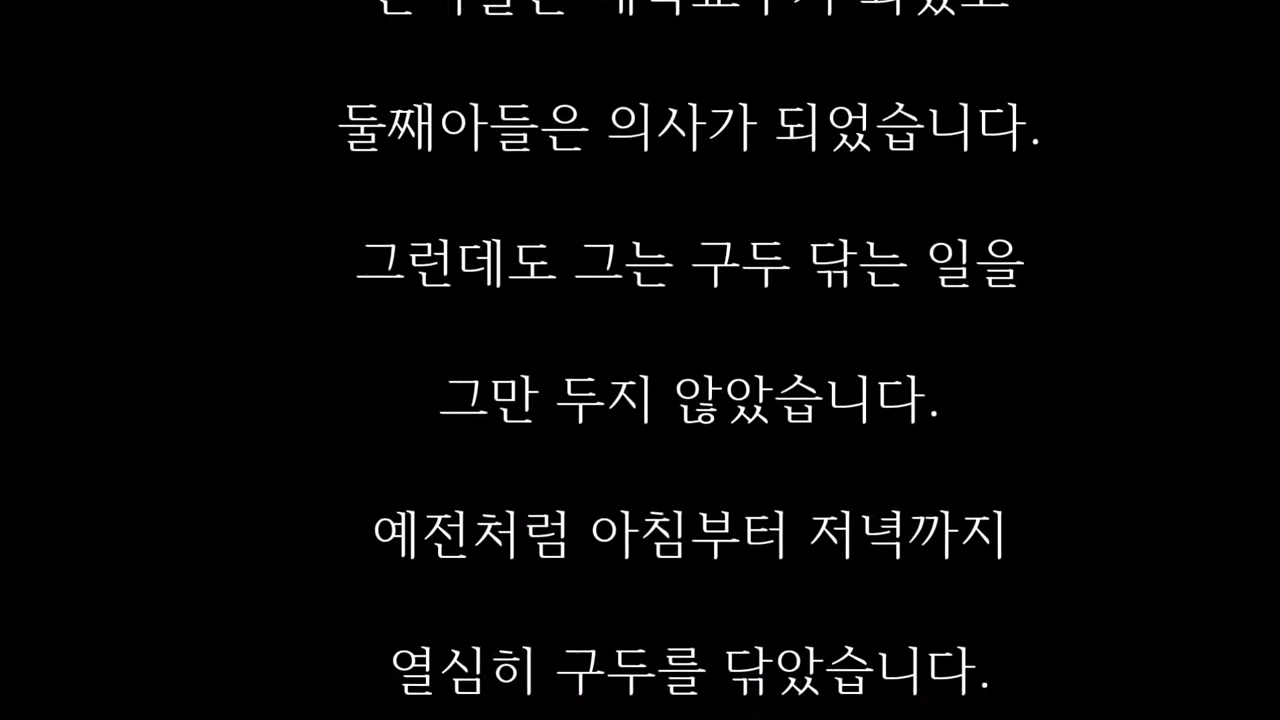 둘째아들은 의사가 되었습니다.
그런데도 그는 구두 닦는 일을
그만 두지 않았습니다.
예전처럼 아침부터 저녁까지
열심히 구두를 닦았습니다.